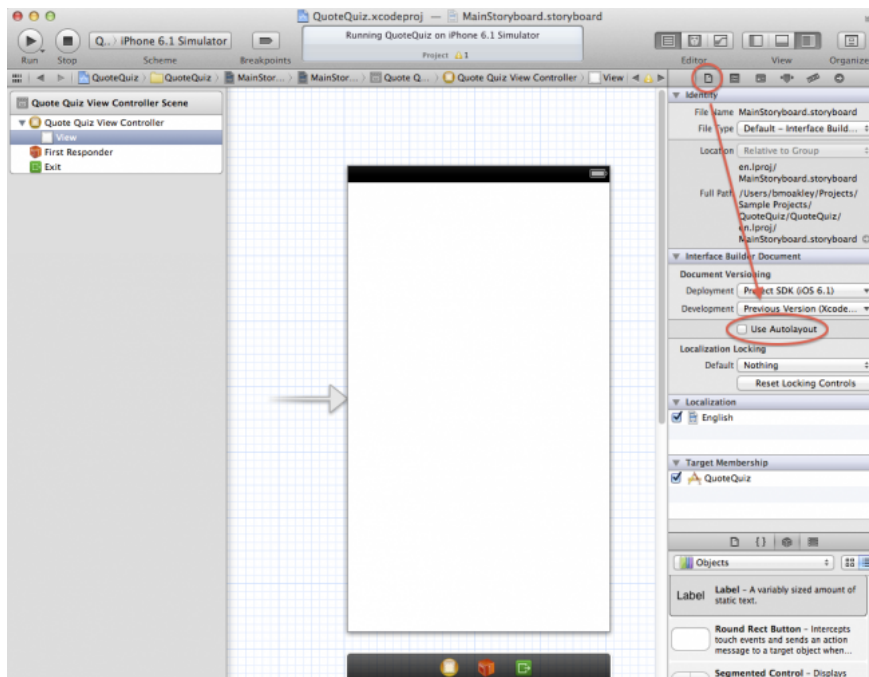 QuoteQuiz.xcodeproj — MainStoryboard.storyboard
Q...〉iPhone 6.1 Simulator
Running QuoteQuiz on iPhone 6.1 Simulator
Project 1
Run Stop Scheme Breakpoints Editor View Organize
QuoteQuiz 〉 QuoteQuiz 〉 MainStor...〉 MainStor...〉 Quote Q...〉 Quote Quiz View Controller 〉 View
Quote Quiz View Controller Scene
Quote Quiz View Controller
View
First Responder
Exit
Identity
File Name MainStoryboard.storyboard
File Type Default - Interface Build...
Location Relative to Group
en.lproj/
MainStoryboard.storyboard
Full Path /Users/bmoakley/Projects/
Sample Projects/
QuoteQuiz/QuoteQuiz/
en.lproj/
MainStoryboard.storyboard
Interface Builder Document
Document Versioning
Deployment Project SDK (iOS 6.1)
Development Previous Version (Xcode...
Use Autolayout
Localization Locking
Default Nothing
Reset Locking Controls
Localization
English
Target Membership
QuoteQuiz
{}
Objects
Label Label - A variably sized amount of
static text.
Round Rect Button - Intercepts
touch events and sends an action
message to a target object when...
Segmented Control - Displays